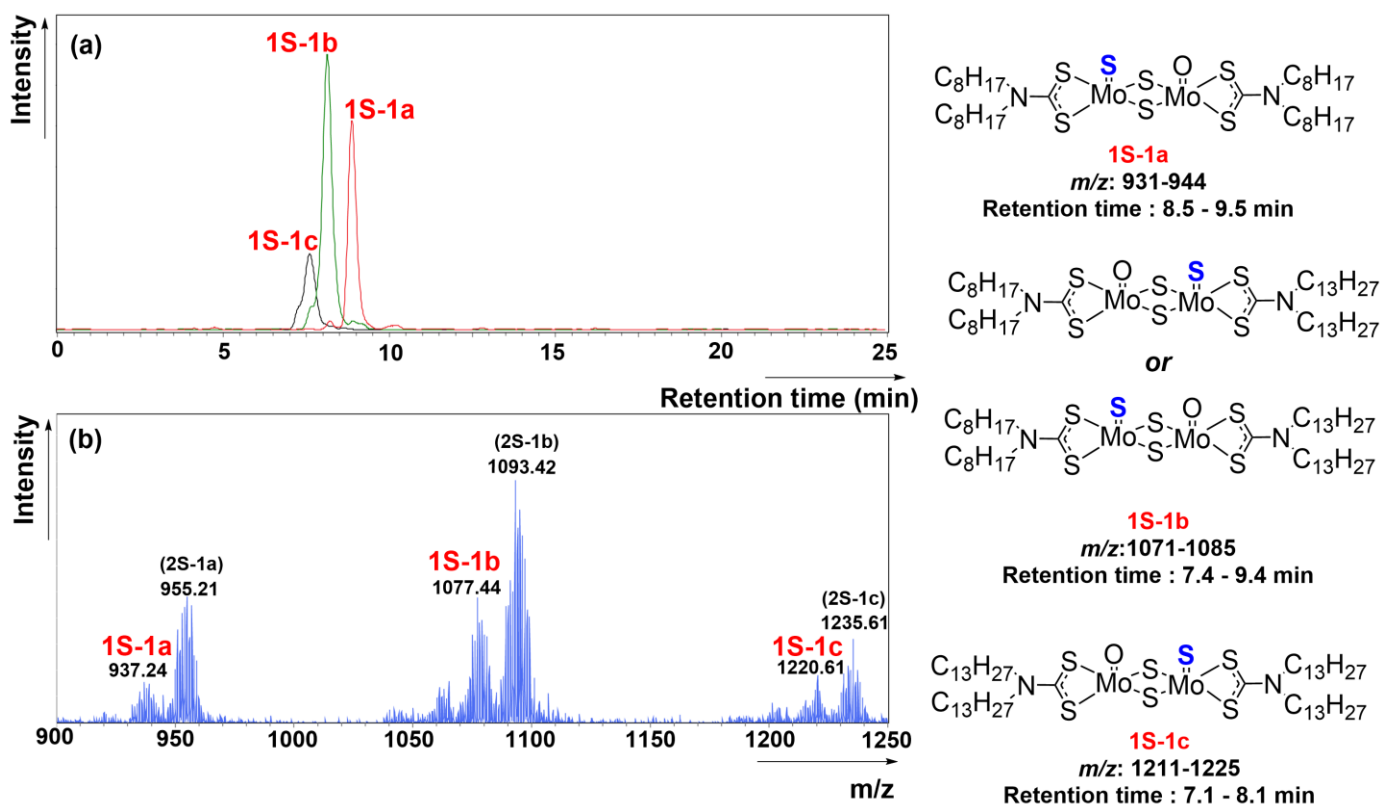 (a)
Intensity
1S-1b
1S-1a
1S-1c
0 5 10 15 20 25
Retention time (min)
(b)
Intensity
(2S-1b)
1093.42
(2S-1a)
955.21
1S-1b
1077.44
(2S-1c)
1235.61
1S-1a
937.24
1S-1c
1220.61
900 950 1000 1050 1100 1150 1200 1250
m/z
S O
C8H17 S S S C8H17
N Mo Mo N
C8H17 S S S C8H17
1S-1a
m/z: 931-944
Retention time : 8.5 - 9.5 min
O S
C8H17 S S S C13H27
N Mo Mo N
C8H17 S S S C13H27
or
S O
C8H17 S S S C13H27
N Mo Mo N
C8H17 S S S C13H27
1S-1b
m/z:1071-1085
Retention time : 7.4 - 9.4 min
O S
C13H27 S S S C13H27
N Mo Mo N
C13H27 S S S C13H27
1S-1c
m/z: 1211-1225
Retention time : 7.1 - 8.1 min